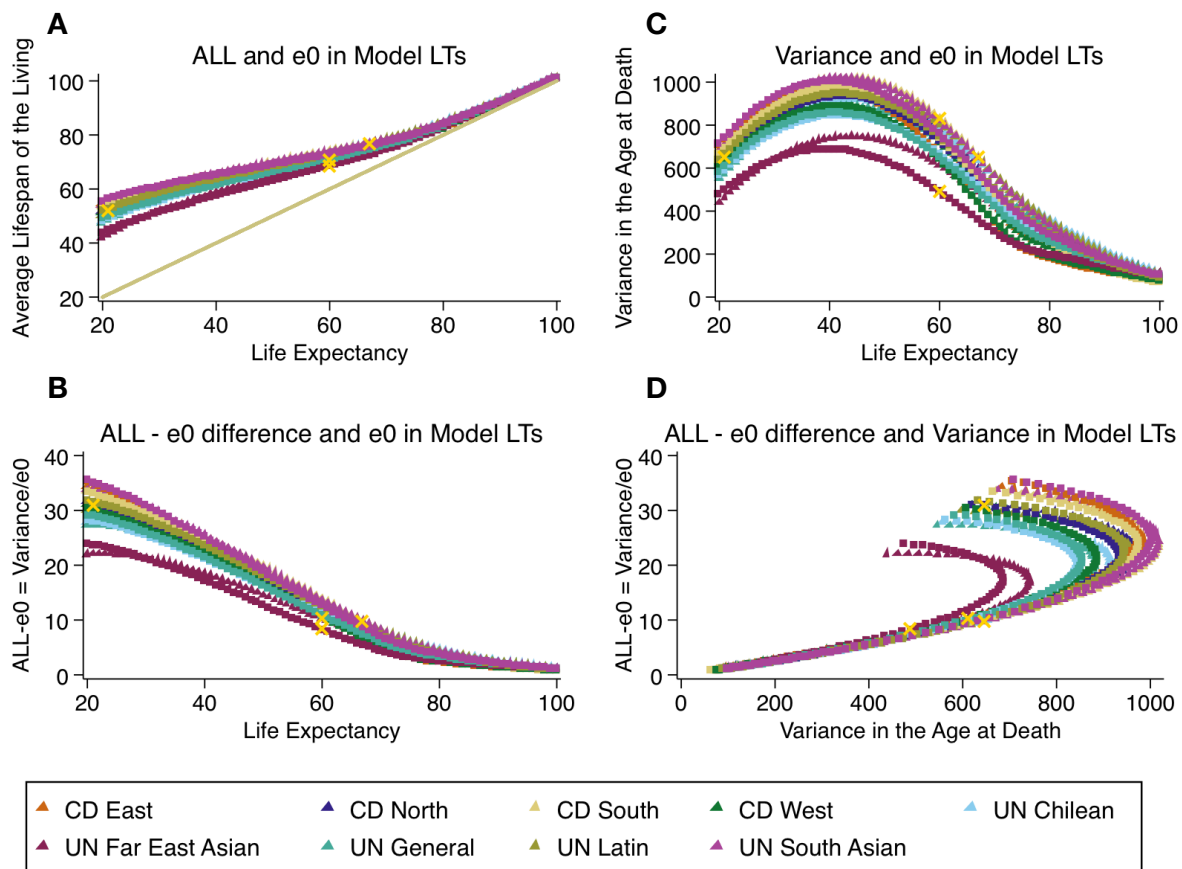 A
ALL and e0 in Model LTs
Average Lifespan of the Living
100
80
60
40
20
20 40 60 80 100
Life Expectancy
C
Variance and e0 in Model LTs
Variance in the Age at Death
1000
800
600
400
200
0
20 40 60 80 100
Life Expectancy
B
ALL - e0 difference and e0 in Model LTs
ALL-e0 = Variance/e0
40
30
20
10
0
20 40 60 80 100
Life Expectancy
D
ALL - e0 difference and Variance in Model LTs
ALL-e0 = Variance/e0
40
30
20
10
0
0 200 400 600 800 1000
Variance in the Age at Death
CD East CD North CD South CD West UN Chilean
UN Far East Asian UN General UN Latin UN South Asian